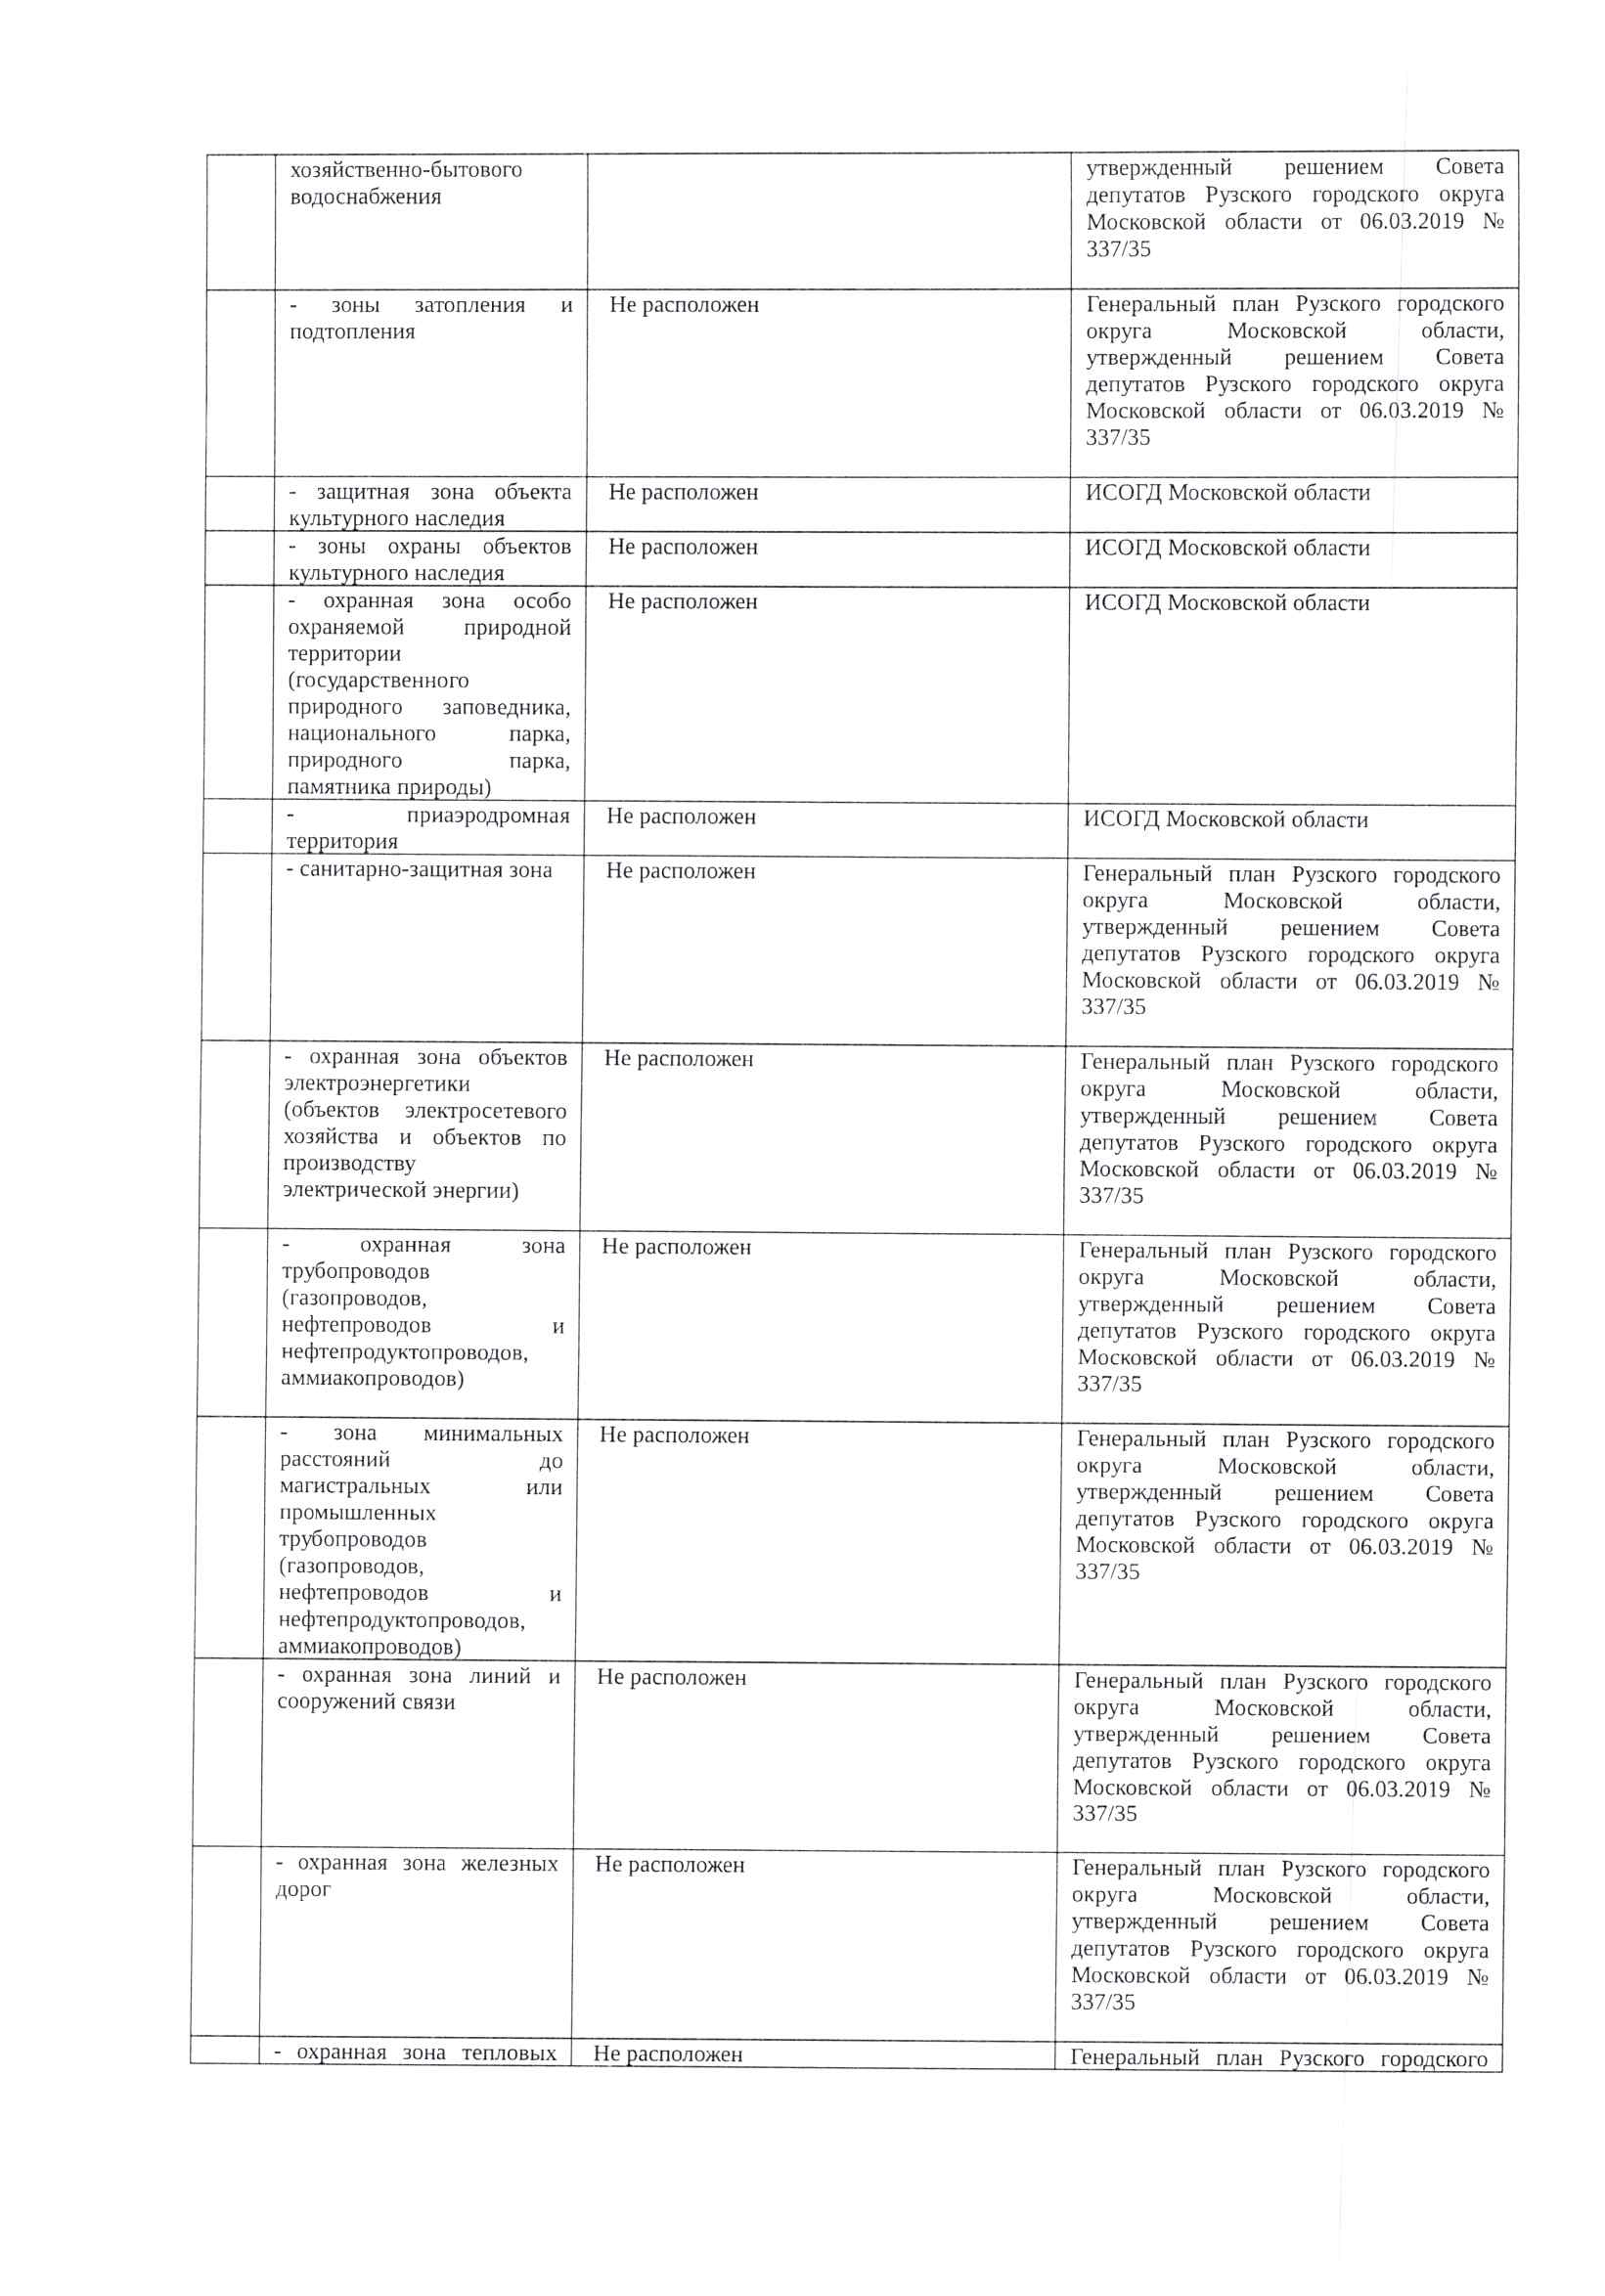 хозяйственно-бытового
водоснабжения
утвержденный решением Совета
депутатов Рузского городского округа
Московской области от 06.03.2019 №
337/35
- зоны затопления и
подтопления
Не расположен
Генеральный план Рузского городского
округа Московской области,
утвержденный решением Совета
депутатов Рузского городского округа
Московской области от 06.03.2019 №
337/35
- защитная зона объекта
культурного наследия
Не расположен
ИСОГД Московской области
- зоны охраны объектов
культурного наследия
Не расположен
ИСОГД Московской области
- охранная зона особо
охраняемой природной
территории
(государственного
природного заповедника,
национального парка,
природного парка,
памятника природы)
Не расположен
ИСОГД Московской области
- приаэродромная
территория
Не расположен
ИСОГД Московской области
- санитарно-защитная зона
Не расположен
Генеральный план Рузского городского
округа Московской области,
утвержденный решением Совета
депутатов Рузского городского округа
Московской области от 06.03.2019 №
337/35
- охранная зона объектов
электроэнергетики
(объектов электросетевого
хозяйства и объектов по
производству
электрической энергии)
Не расположен
Генеральный план Рузского городского
округа Московской области,
утвержденный решением Совета
депутатов Рузского городского округа
Московской области от 06.03.2019 №
337/35
- охранная зона
трубопроводов
(газопроводов,
нефтепроводов и
нефтепродуктопроводов,
аммиакопроводов)
Не расположен
Генеральный план Рузского городского
округа Московской области,
утвержденный решением Совета
депутатов Рузского городского округа
Московской области от 06.03.2019 №
337/35
- зона минимальных
расстояний до
магистральных или
промышленных
трубопроводов
(газопроводов,
нефтепроводов и
нефтепродуктопроводов,
аммиакопроводов)
Не расположен
Генеральный план Рузского городского
округа Московской области,
утвержденный решением Совета
депутатов Рузского городского округа
Московской области от 06.03.2019 №
337/35
- охранная зона линий и
сооружений связи
Не расположен
Генеральный план Рузского городского
округа Московской области,
утвержденный решением Совета
депутатов Рузского городского округа
Московской области от 06.03.2019 №
337/35
- охранная зона железных
дорог
Не расположен
Генеральный план Рузского городского
округа Московской области,
утвержденный решением Совета
депутатов Рузского городского округа
Московской области от 06.03.2019 №
337/35
- охранная зона тепловых
Не расположен
Генеральный план Рузского городского